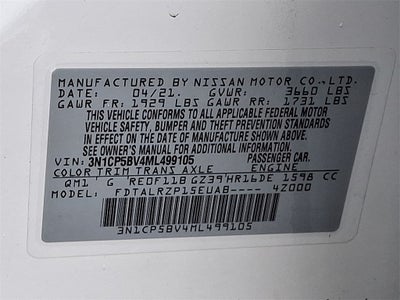 MANUFACTURED BY NISSAN MOTOR CO., LTD.
DATE: 04/21. GVWR: 3660 LBS
GAWR FR: 1929 LBS GAWR RR: 1731 LBS
THIS VEHICLE CONFORMS TO ALL APPLICABLE FEDERAL MOTOR VEHICLE
SAFETY, BUMPER AND THEFT PREVENTION STANDARDS
IN EFFECT ON THE DATE OF MANUFACTURE SHOWN ABOVE.
SEE OWNER'S MANUAL FOR ADDITIONAL INFORMATION.
VIN: 3N1CP5BV4ML499105 PASSENGER CAR.
COLOR TRIM TRANS AXLE ENGINE
QM1 G RE0F11B GZ39 HR16DE 1598 CC
MODEL: FDTALRZP15EUAB---- 4Z000
3N1CP5BV4ML499105